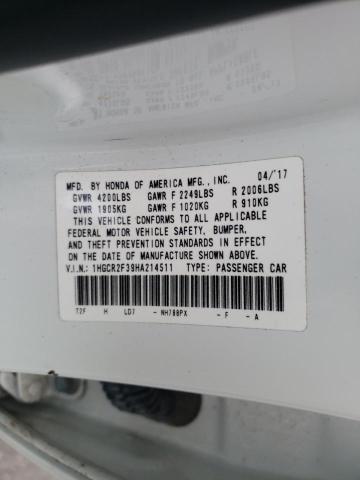 MFD. BY HONDA OF AMERICA MFG., INC. 04/17
GVWR 4200LBS GAWR F 2249LBS R 2006LBS
GVWR 1905KG GAWR F 1020KG R 910KG
THIS VEHICLE CONFORMS TO ALL APPLICABLE
FEDERAL MOTOR VEHICLE SAFETY, BUMPER,
AND THEFT PREVENTION STANDARDS IN EFFECT
ON THE DATE OF MANUFACTURE SHOWN ABOVE.
V.I.N.: 1HGCR2F39HA214511 TYPE: PASSENGER CAR
T2F H LD7 - NH788PX - F - A